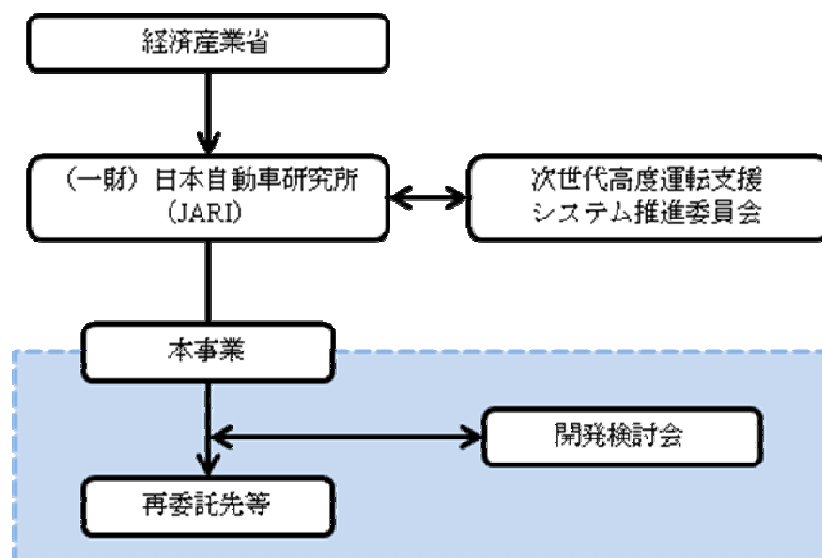 経済産業省
（一財）日本自動車研究所
(JARI)
次世代高度運転支援
システム推進委員会
本事業
開発検討会
再委託先等